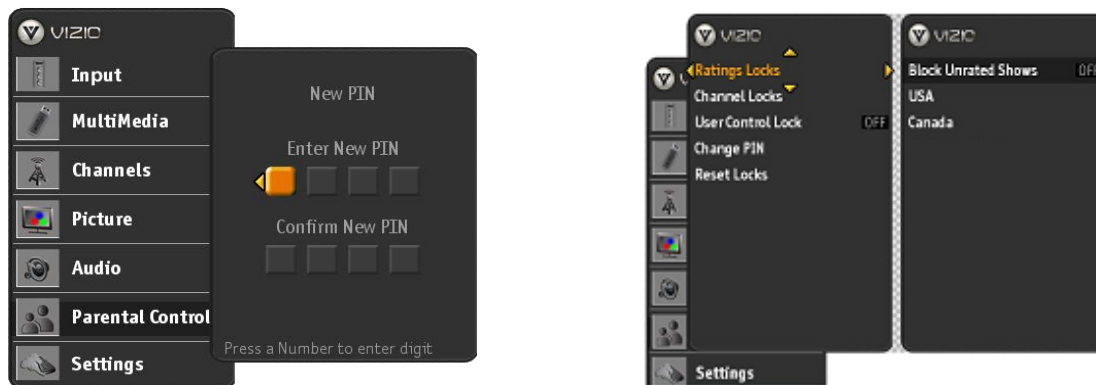 VIZIO
Input
MultiMedia
Channels
Picture
Audio
Parental Control
Settings
New PIN
Enter New PIN
Confirm New PIN
Press a Number to enter digit
VIZIO
Ratings Locks
Channel Locks
User Control Lock OFF
Change PIN
Reset Locks
Settings
VIZIO
Block Unrated Shows OFF
USA
Canada